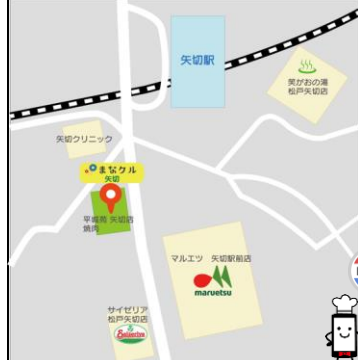 矢切駅
笑がおの湯
松戸矢切店
矢切クリニック
まなケル
矢切
平城苑 矢切店
焼肉
マルエツ 矢切駅前店
maruetsu
サイゼリア
松戸矢切店
Saizeriya